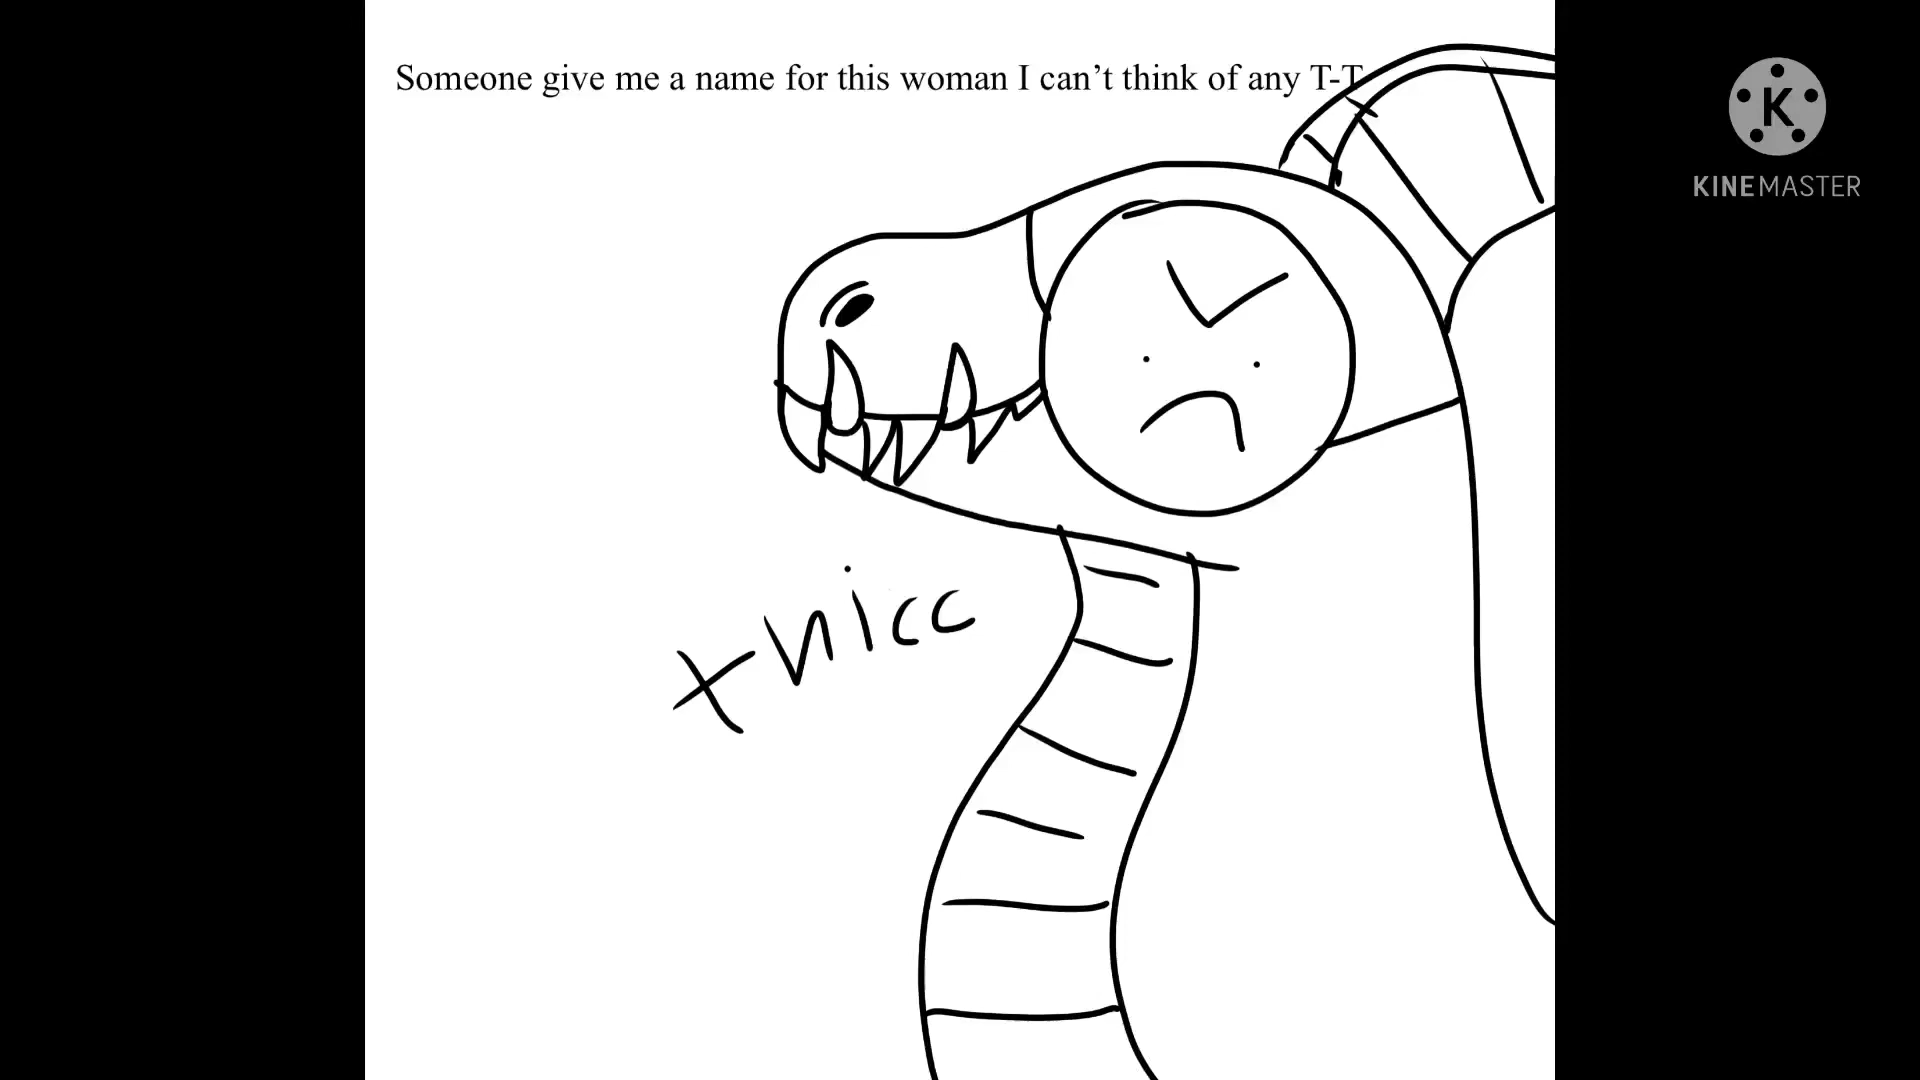 Someone give me a name for this woman I can’t think of any T-T
K
KINEMASTER
thicc